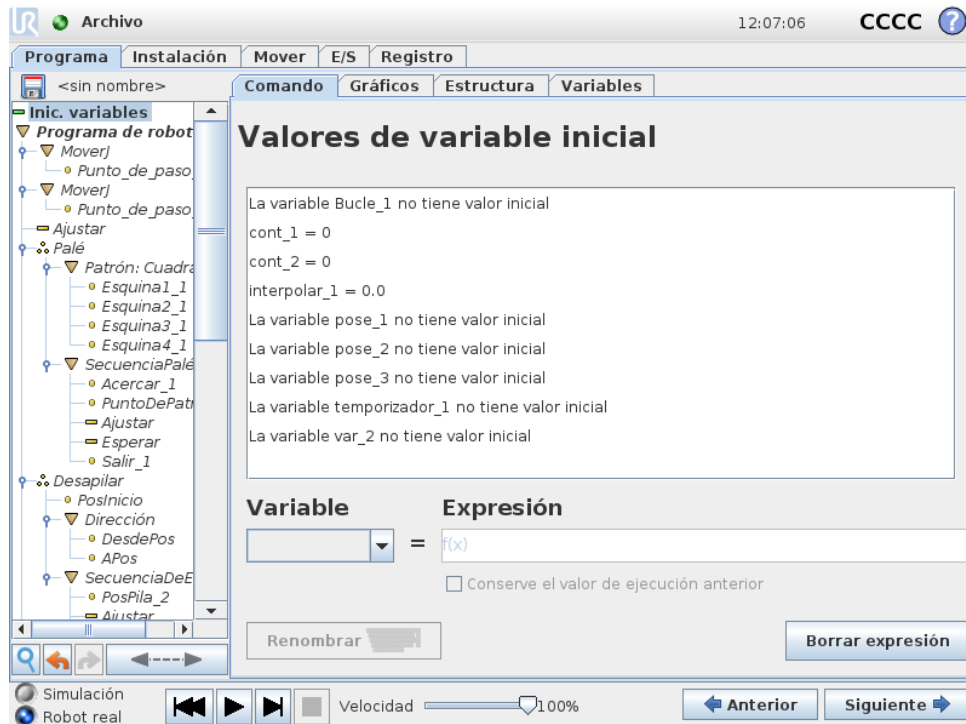 UR Archivo 12:07:06 CCCC ?
Programa Instalación Mover E/S Registro
<sin nombre>
Comando Gráficos Estructura Variables
Inic. variables
Programa de robot
MoverJ
Punto_de_paso_
MoverJ
Punto_de_paso_
Ajustar
Palé
Patrón: Cuadra
Esquina1_1
Esquina2_1
Esquina3_1
Esquina4_1
SecuenciaPalé
Acercar_1
PuntoDePatr
Ajustar
Esperar
Salir_1
Desapilar
PosInicio
Dirección
DesdePos
APos
SecuenciaDeE
PosPila_2
Ajustar
Valores de variable inicial
La variable Bucle_1 no tiene valor inicial
cont_1 = 0
cont_2 = 0
interpolar_1 = 0.0
La variable pose_1 no tiene valor inicial
La variable pose_2 no tiene valor inicial
La variable pose_3 no tiene valor inicial
La variable temporizador_1 no tiene valor inicial
La variable var_2 no tiene valor inicial
Variable Expresión
= f(x)
Conserve el valor de ejecución anterior
Renombrar
Borrar expresión
Simulación
Robot real
Velocidad 100%
Anterior Siguiente